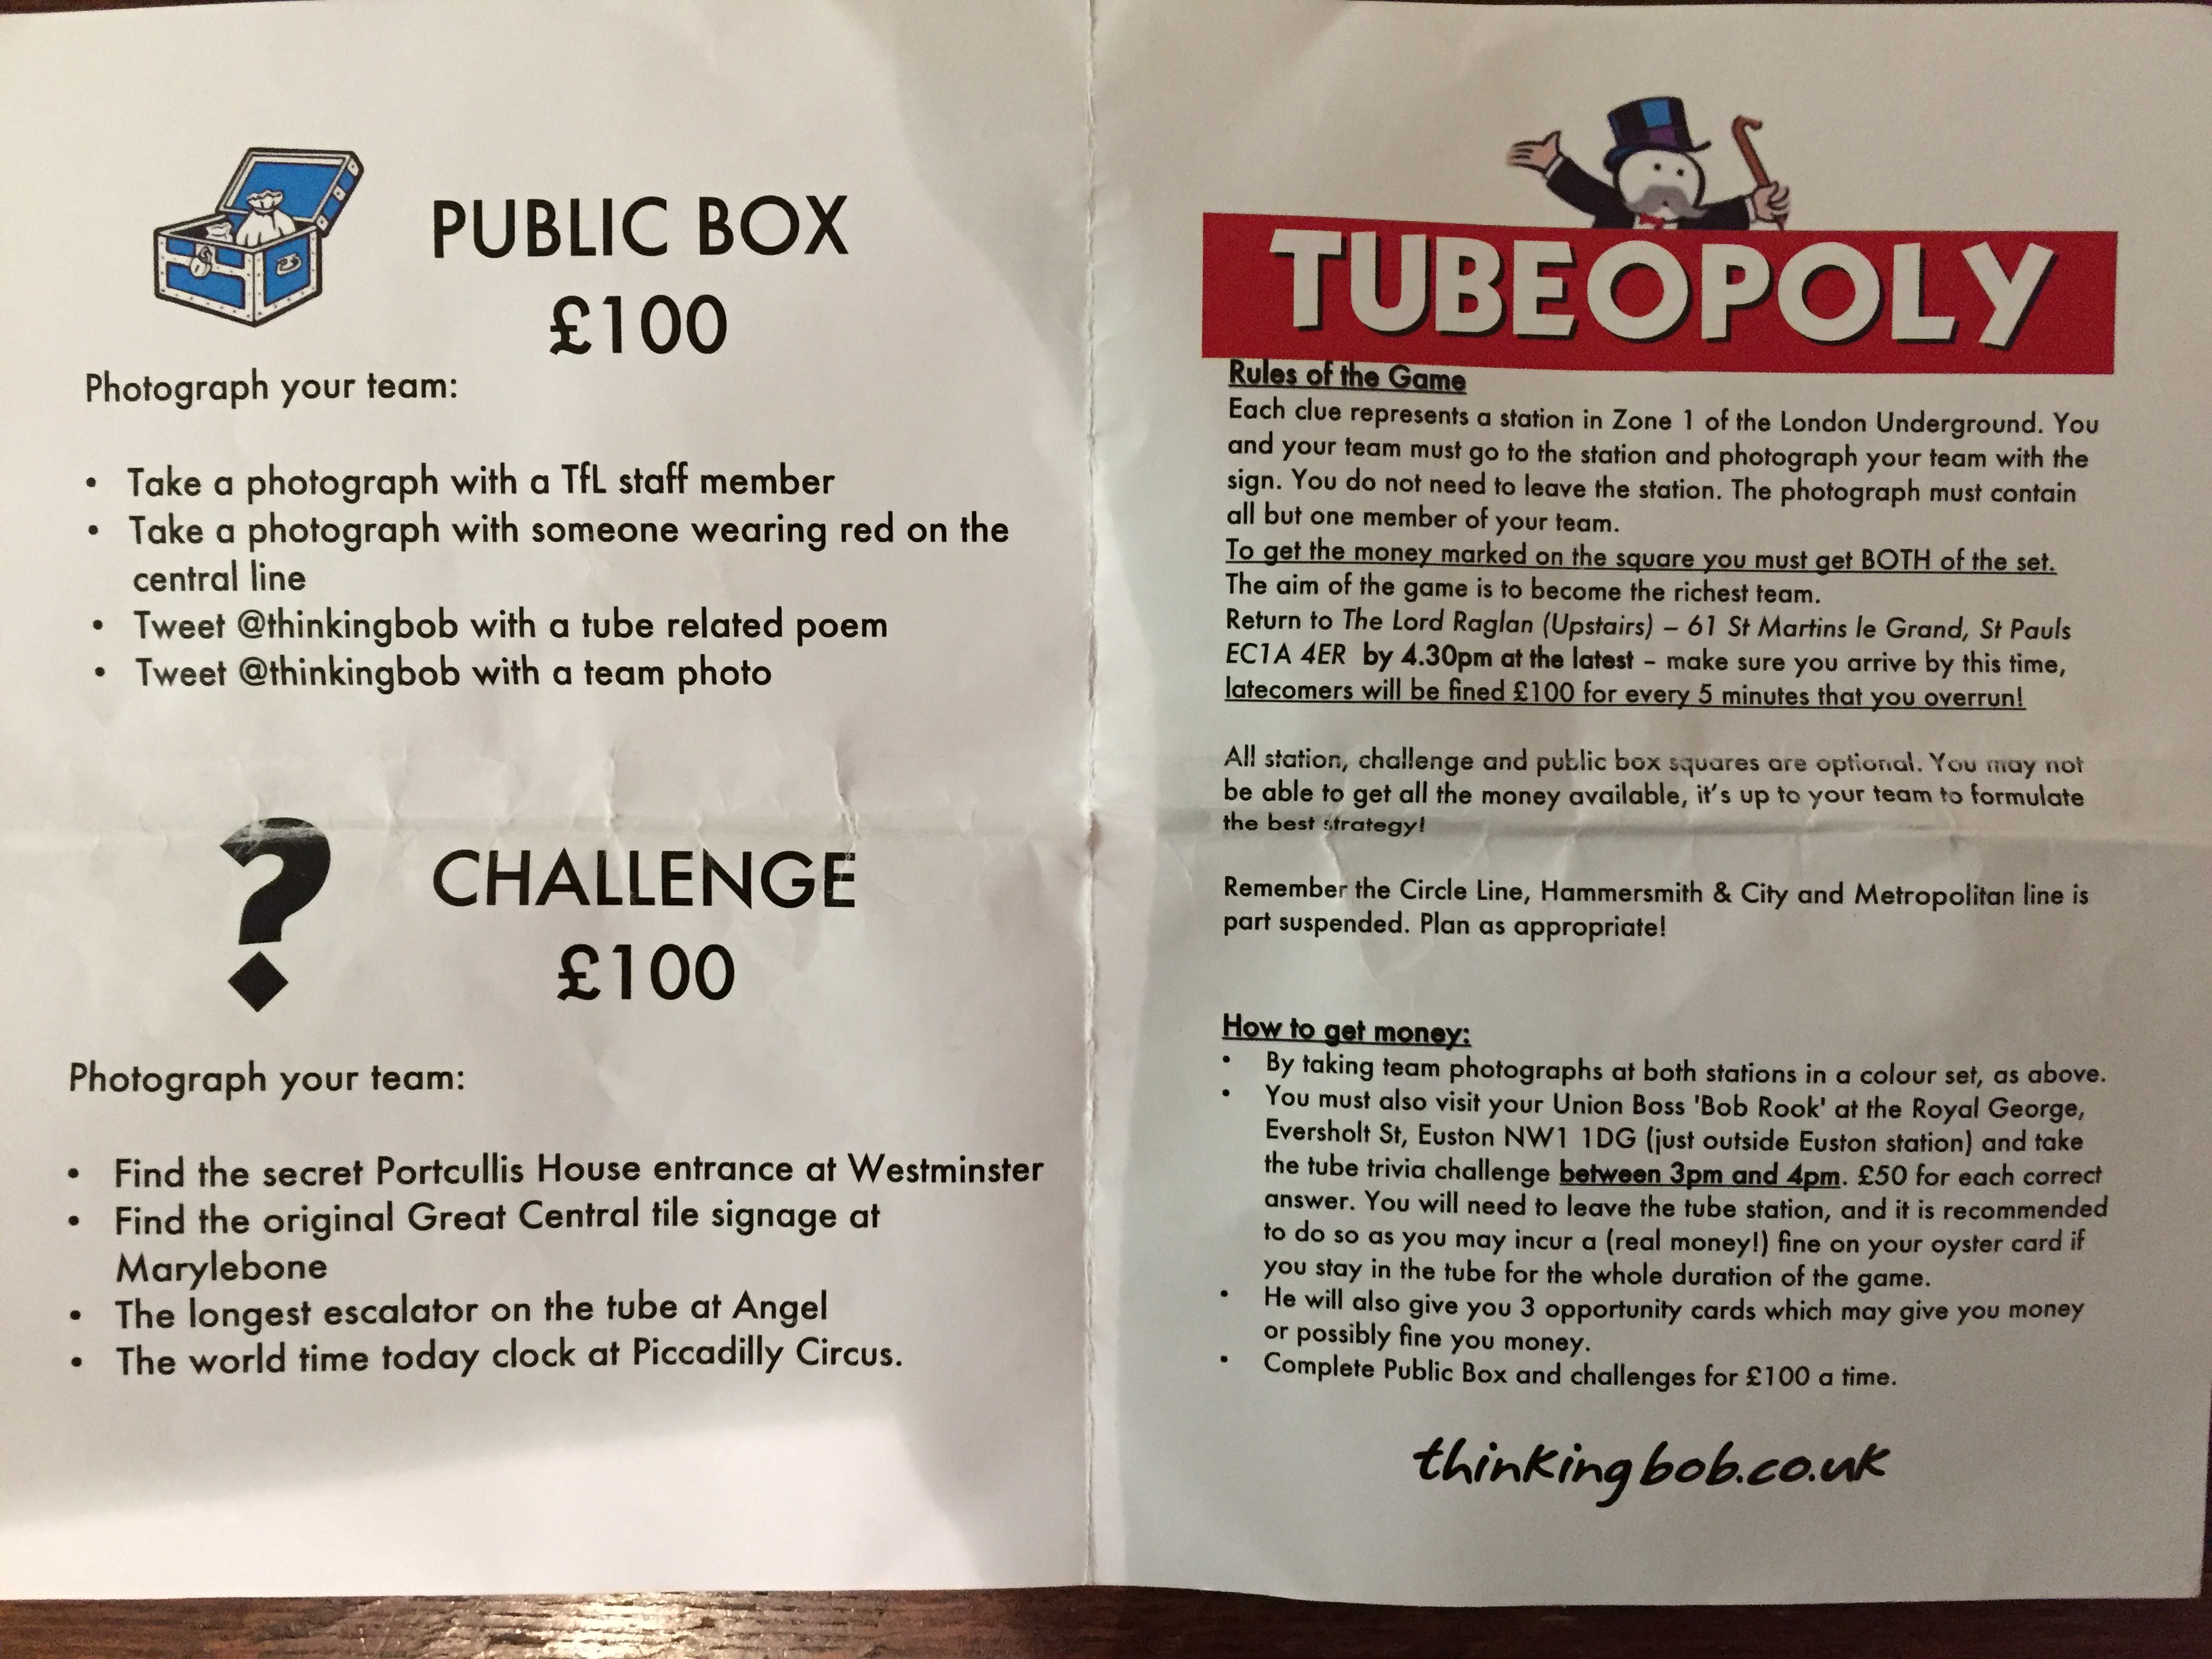 PUBLIC BOX
£100
Photograph your team:
• Take a photograph with a TfL staff member
• Take a photograph with someone wearing red on the
central line
• Tweet @thinkingbob with a tube related poem
• Tweet @thinkingbob with a team photo
?
CHALLENGE
£100
Photograph your team:
• Find the secret Portcullis House entrance at Westminster
• Find the original Great Central tile signage at
Marylebone
• The longest escalator on the tube at Angel
• The world time today clock at Piccadilly Circus.
TUBEOPOLY
Rules of the Game
Each clue represents a station in Zone 1 of the London Underground. You
and your team must go to the station and photograph your team with the
sign. You do not need to leave the station. The photograph must contain
all but one member of your team.
To get the money marked on the square you must get BOTH of the set.
The aim of the game is to become the richest team.
Return to The Lord Raglan (Upstairs) – 61 St Martins le Grand, St Pauls
EC1A 4ER by 4.30pm at the latest – make sure you arrive by this time,
latecomers will be fined £100 for every 5 minutes that you overrun!
All station, challenge and public box squares are optional. You may not
be able to get all the money available, it's up to your team to formulate
the best strategy!
Remember the Circle Line, Hammersmith & City and Metropolitan line is
part suspended. Plan as appropriate!
How to get money:
• By taking team photographs at both stations in a colour set, as above.
• You must also visit your Union Boss 'Bob Rook' at the Royal George,
Eversholt St, Euston NW1 1DG (just outside Euston station) and take
the tube trivia challenge between 3pm and 4pm. £50 for each correct
answer. You will need to leave the tube station, and it is recommended
to do so as you may incur a (real money!) fine on your oyster card if
you stay in the tube for the whole duration of the game.
• He will also give you 3 opportunity cards which may give you money
or possibly fine you money.
• Complete Public Box and challenges for £100 a time.
thinkingbob.co.uk